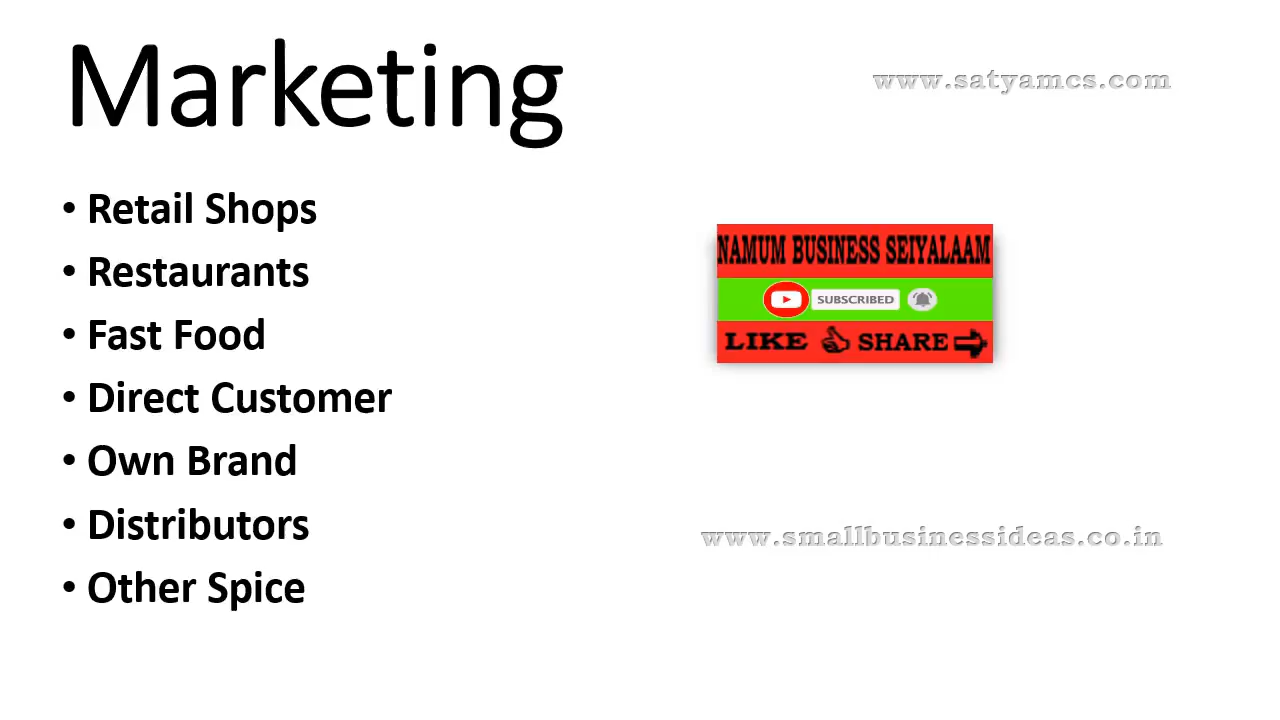 Marketing
www.satyamcs.com
• Retail Shops
• Restaurants
• Fast Food
• Direct Customer
• Own Brand
• Distributors
• Other Spice
NAMUM BUSINESS SEIYALAAM
SUBSCRIBED
LIKE SHARE
www.smallbusinessideas.co.in